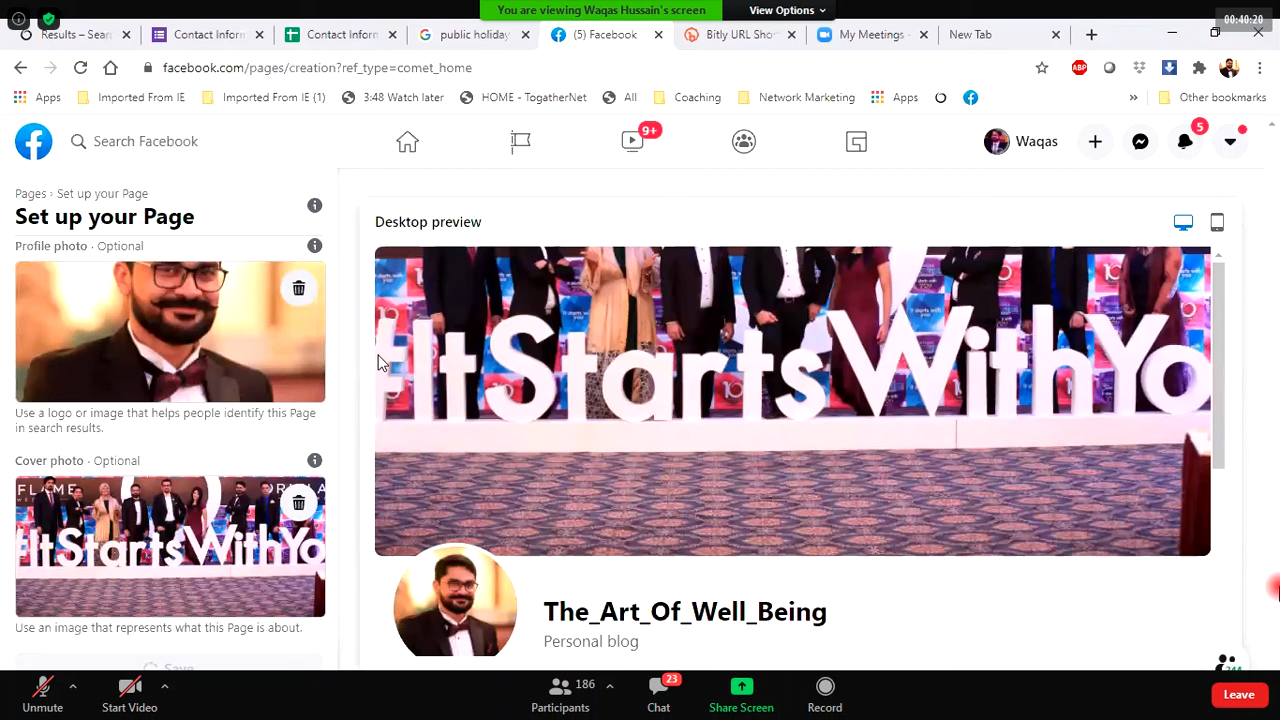 You are viewing Waqas Hussain's screen
View Options
00:40:20
Results – Sear
Contact Infor
Contact Infor
public holiday
(5) Facebook
Bitly URL Sho
My Meetings -
New Tab
facebook.com/pages/creation?ref_type=comet_home
ABP
Apps
Imported From IE
Imported From IE (1)
3:48 Watch later
HOME - TogatherNet
All
Coaching
Network Marketing
Apps
Other bookmarks
Search Facebook
9+
Waqas
5
Pages › Set up your Page
Set up your Page
Profile photo · Optional
Use a logo or image that helps people identify this Page
in search results.
Cover photo · Optional
FLAME
#ItStartsWithYo
Use an image that represents what this Page is about.
Save
Desktop preview
#ItStartsWithYo
The_Art_Of_Well_Being
Personal blog
Unmute
Start Video
186
Participants
23
Chat
Share Screen
Record
Leave